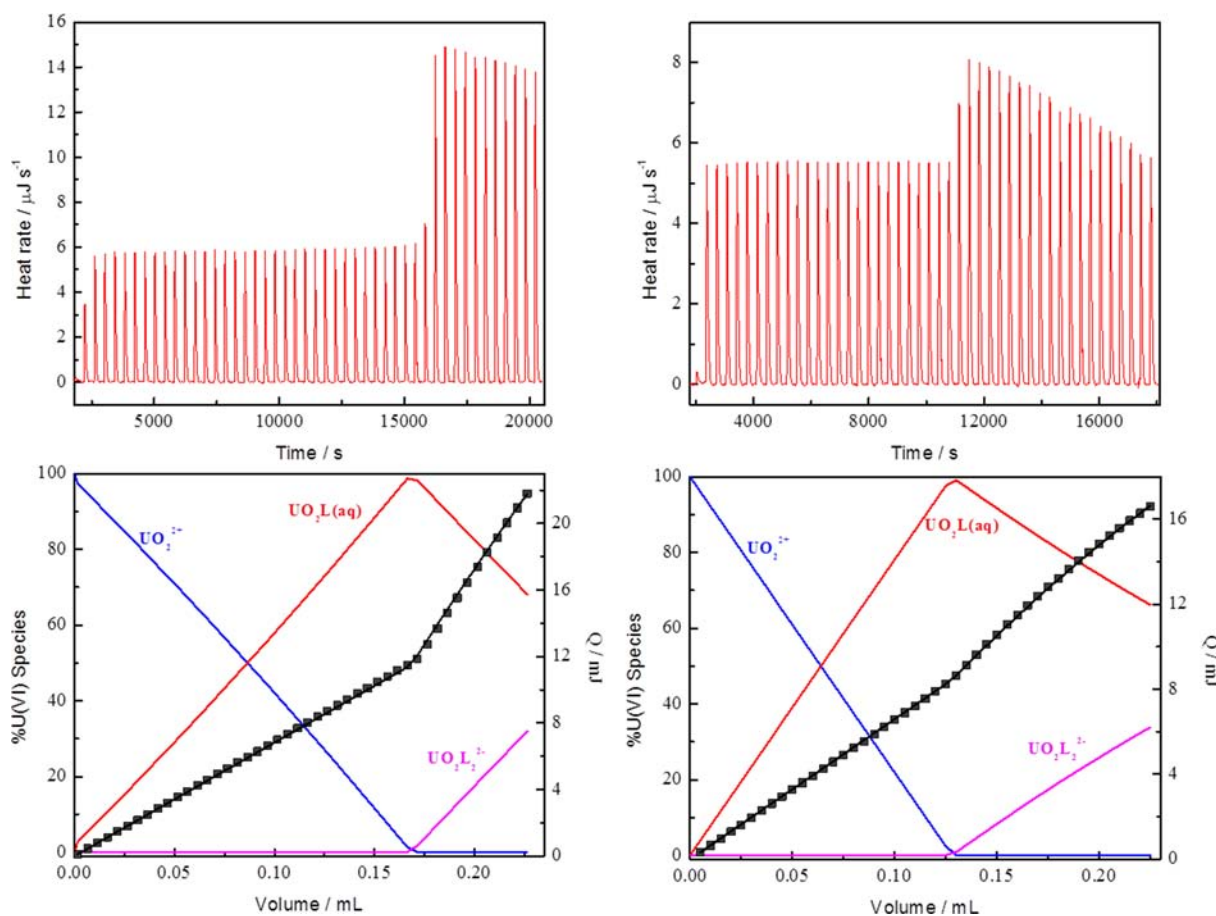 16
14
12
10
8
6
4
2
0
Heat rate / μJ s⁻¹
5000 10000 15000 20000
Time / s
8
6
4
2
0
Heat rate / μJ s⁻¹
4000 8000 12000 16000
Time / s
100
80
60
40
20
0
%U(VI) Species
UO₂²⁺
UO₂L(aq)
UO₂L₂²⁻
20
16
12
8
4
0
Q / mJ
0.00 0.05 0.10 0.15 0.20
Volume / mL
100
80
60
40
20
0
%U(VI) Species
UO₂²⁺
UO₂L(aq)
UO₂L₂²⁻
16
12
8
4
0
Q / mJ
0.00 0.05 0.10 0.15 0.20
Volume / mL